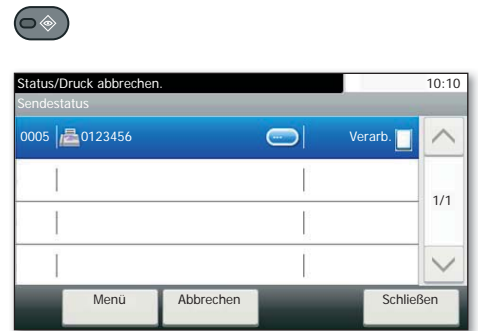 Status/Druck abbrechen. 10:10
Sendestatus
0005 0123456 Verarb.
1/1
Menü Abbrechen Schließen